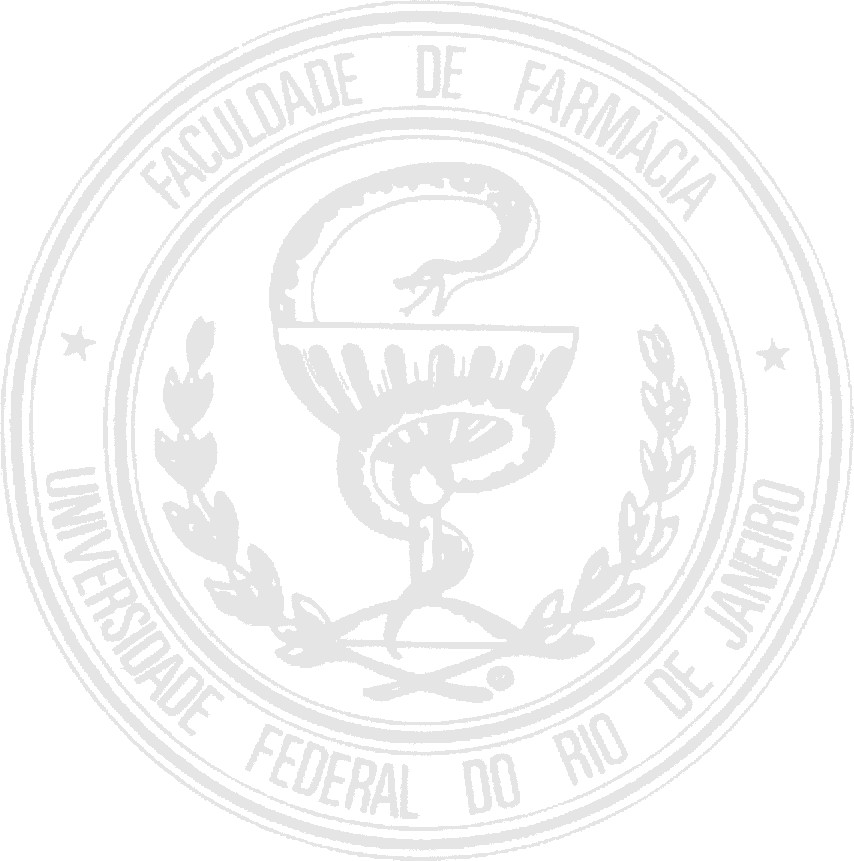 FACULDADE DE FARMÁCIA
UNIVERSIDADE FEDERAL DO RIO DE JANEIRO